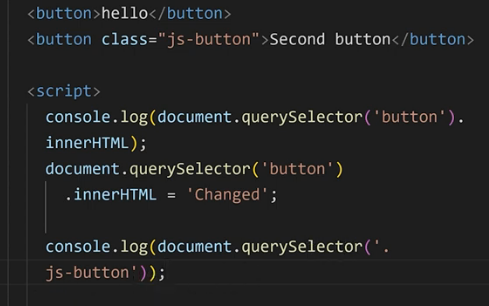 <button>hello</button>
<button class="js-button">Second button</button>
<script>
console.log(document.querySelector('button').
innerHTML);
document.querySelector('button')
.innerHTML = 'Changed';
console.log(document.querySelector('.
js-button'));